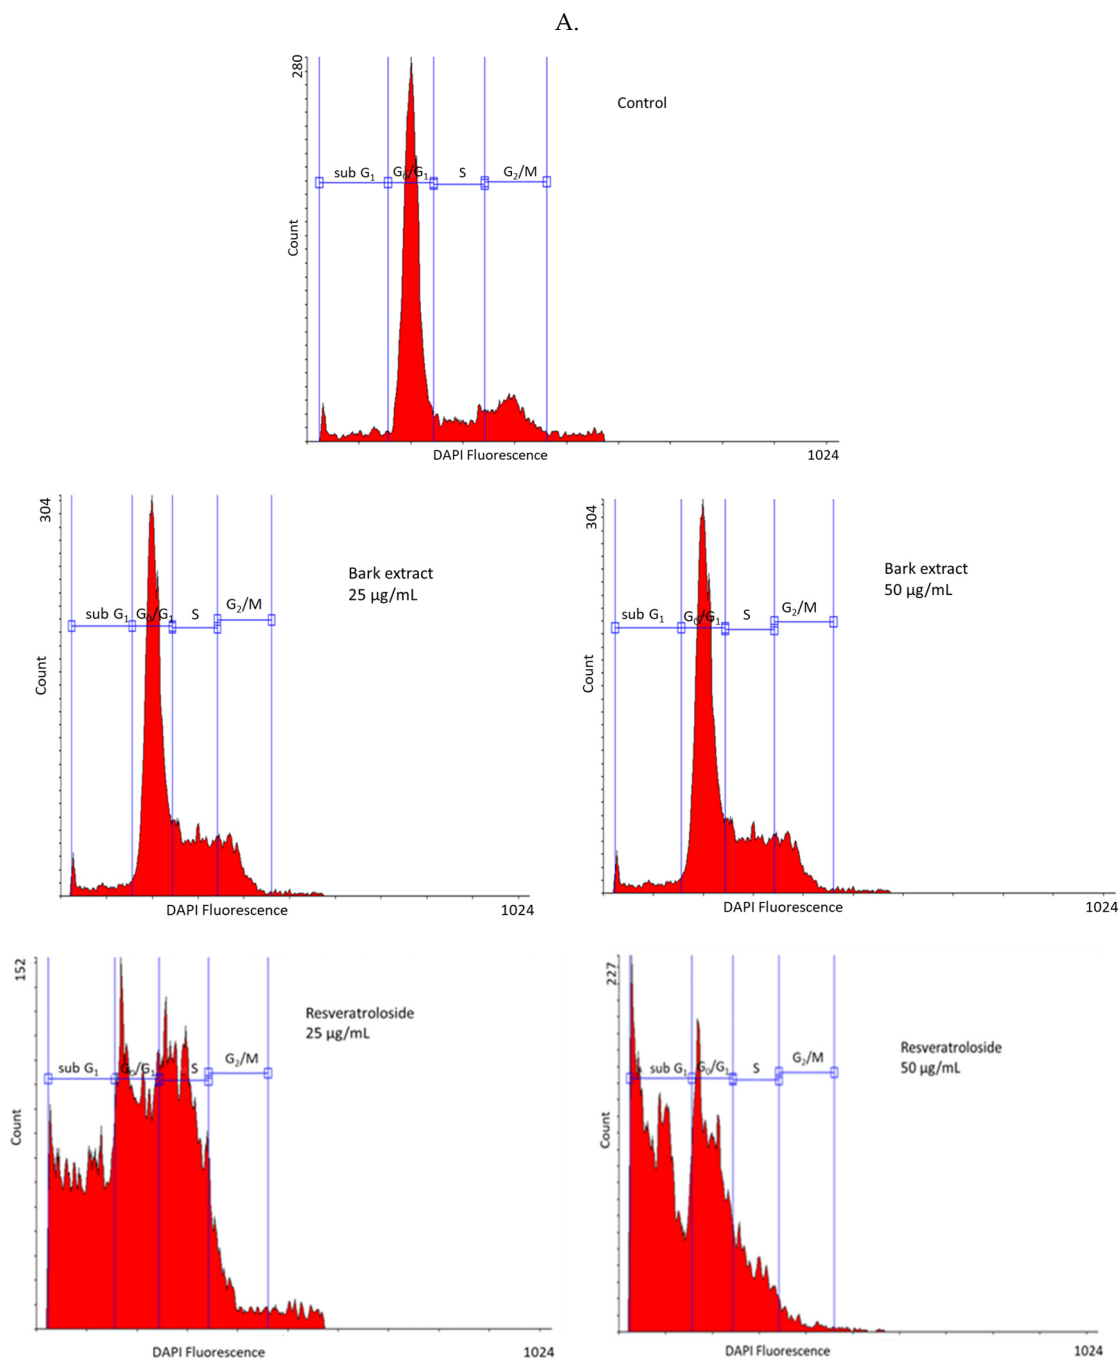 A.
280
Control
sub G₁ G₀/G₁ S G₂/M
Count
DAPI Fluorescence 1024
304
Bark extract
25 µg/mL
sub G₁ G₀/G₁ S G₂/M
Count
DAPI Fluorescence 1024
304
Bark extract
50 µg/mL
sub G₁ G₀/G₁ S G₂/M
Count
DAPI Fluorescence 1024
152
Resveratroloside
25 µg/mL
sub G₁ G₀/G₁ S G₂/M
Count
DAPI Fluorescence 1024
227
Resveratroloside
50 µg/mL
sub G₁ G₀/G₁ S G₂/M
Count
DAPI Fluorescence 1024